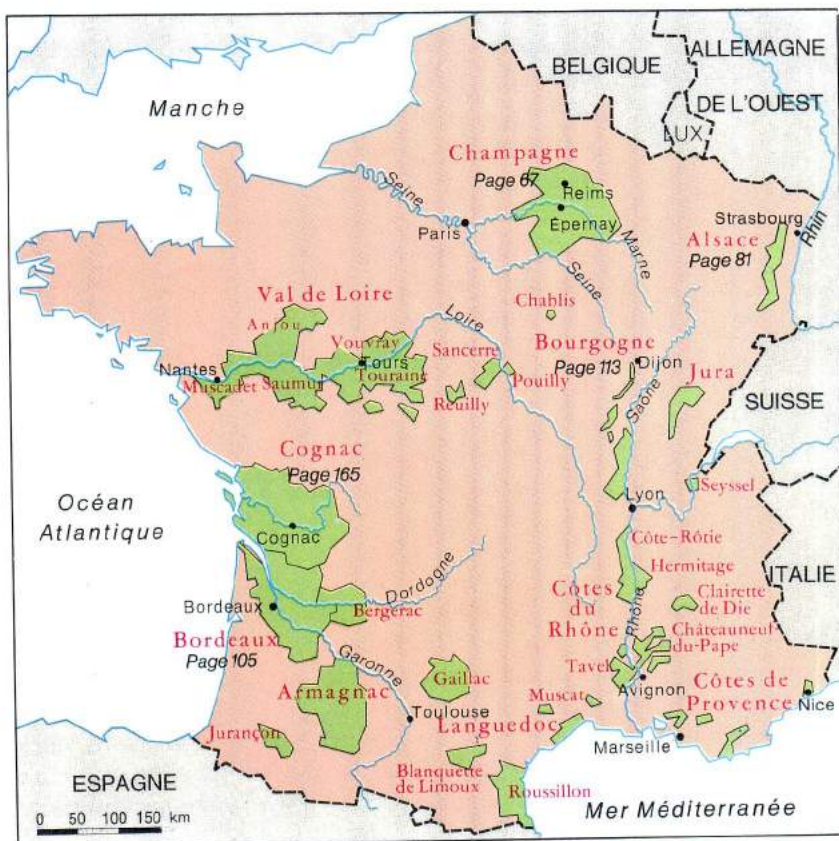 BELGIQUE
ALLEMAGNE
DE L'OUEST
LUX
Manche
Champagne
Page 67
Reims
Épernay
Seine
Paris
Marne
Seine
Strasbourg
Rhin
Alsace
Page 81
Val de Loire
Anjou
Loire
Chablis
Vouvray
Sancerre
Bourgogne
Page 113
Dijon
Nantes
Tours
Muscadet
Saumur
Touraine
Reuilly
Pouilly
Saône
Jura
SUISSE
Cognac
Page 165
Océan
Atlantique
Cognac
Lyon
Seyssel
Côte-Rôtie
Hermitage
ITALIE
Dordogne
Bordeaux
Bergerac
Côtes
du
Rhône
Rhône
Clairette
de Die
Châteauneuf
du-Pape
Bordeaux
Page 105
Garonne
Tavel
Avignon
Armagnac
Gaillac
Muscat
Côtes de
Provence
Nice
Toulouse
Languedoc
Jurançon
Marseille
Blanquette
de Limoux
Roussillon
ESPAGNE
Mer Méditerranée
0 50 100 150 km